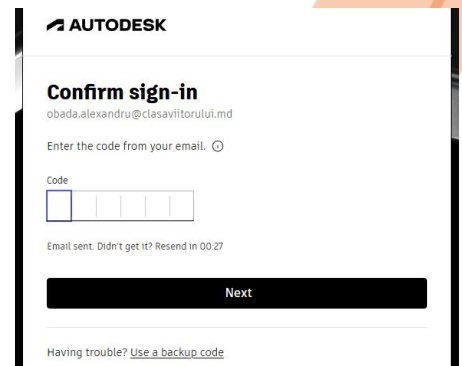 AUTODESK
Confirm sign-in
obada.alexandru@clasaviitorului.md
Enter the code from your email.
Code
Email sent. Didn't get it? Resend in 00:27
Next
Having trouble? Use a backup code